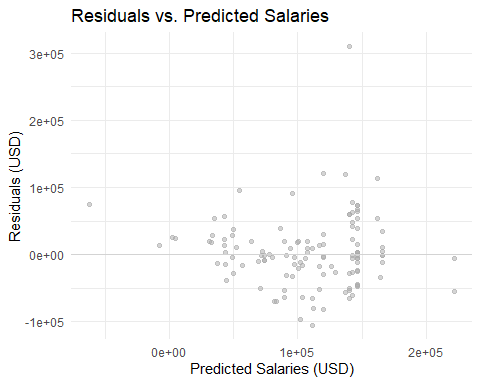 Residuals vs. Predicted Salaries
3e+05
2e+05
1e+05
0e+00
-1e+05
Residuals (USD)
0e+00 1e+05 2e+05
Predicted Salaries (USD)